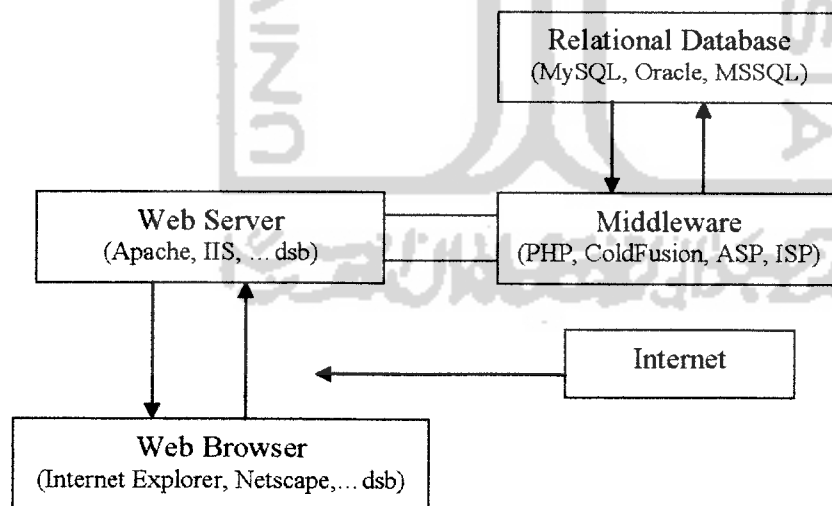 Relational Database
(MySQL, Oracle, MSSQL)
Web Server
(Apache, IIS, ... dsb)
Middleware
(PHP, ColdFusion, ASP, ISP)
Internet
Web Browser
(Internet Explorer, Netscape,... dsb)
UNI